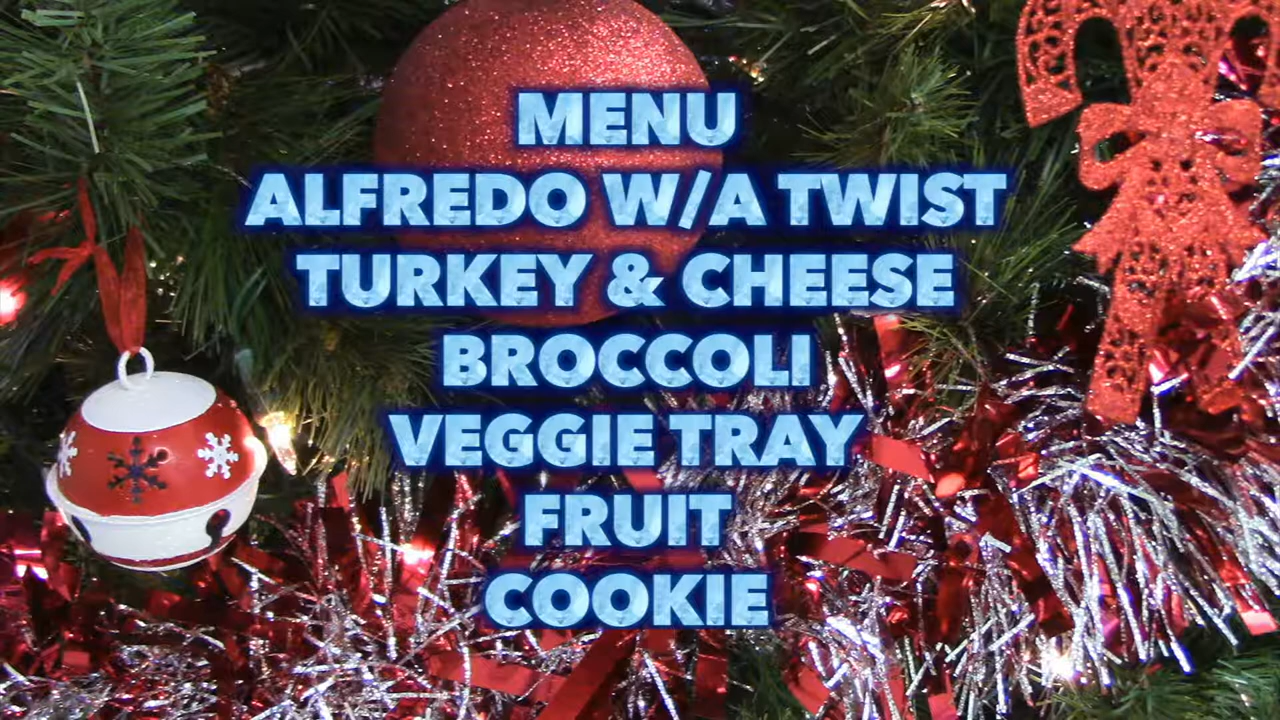 MENU
ALFREDO W/A TWIST
TURKEY & CHEESE
BROCCOLI
VEGGIE TRAY
FRUIT
COOKIE